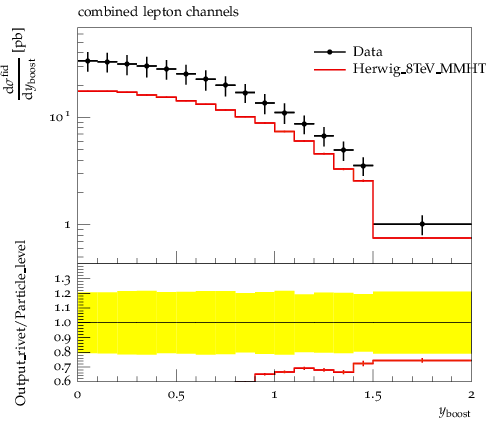 combined lepton channels
dσ^fid
dy_boost [pb]
Data
Herwig_8TeV_MMHT
10^1
1
Output_rivet/Particle_level
1.3
1.2
1.1
1.0
0.9
0.8
0.7
0.6
0 0.5 1 1.5 2
y_boost